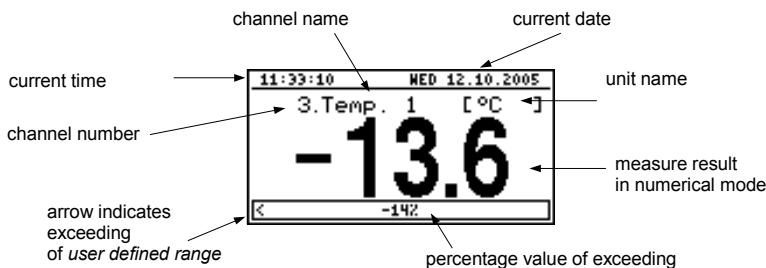 channel name
current date
current time
11:33:10 WED 12.10.2005
unit name
3.Temp. 1 [°C ]
channel number
-13.6
measure result
in numerical mode
arrow indicates
exceeding
of user defined range
< -14%
percentage value of exceeding